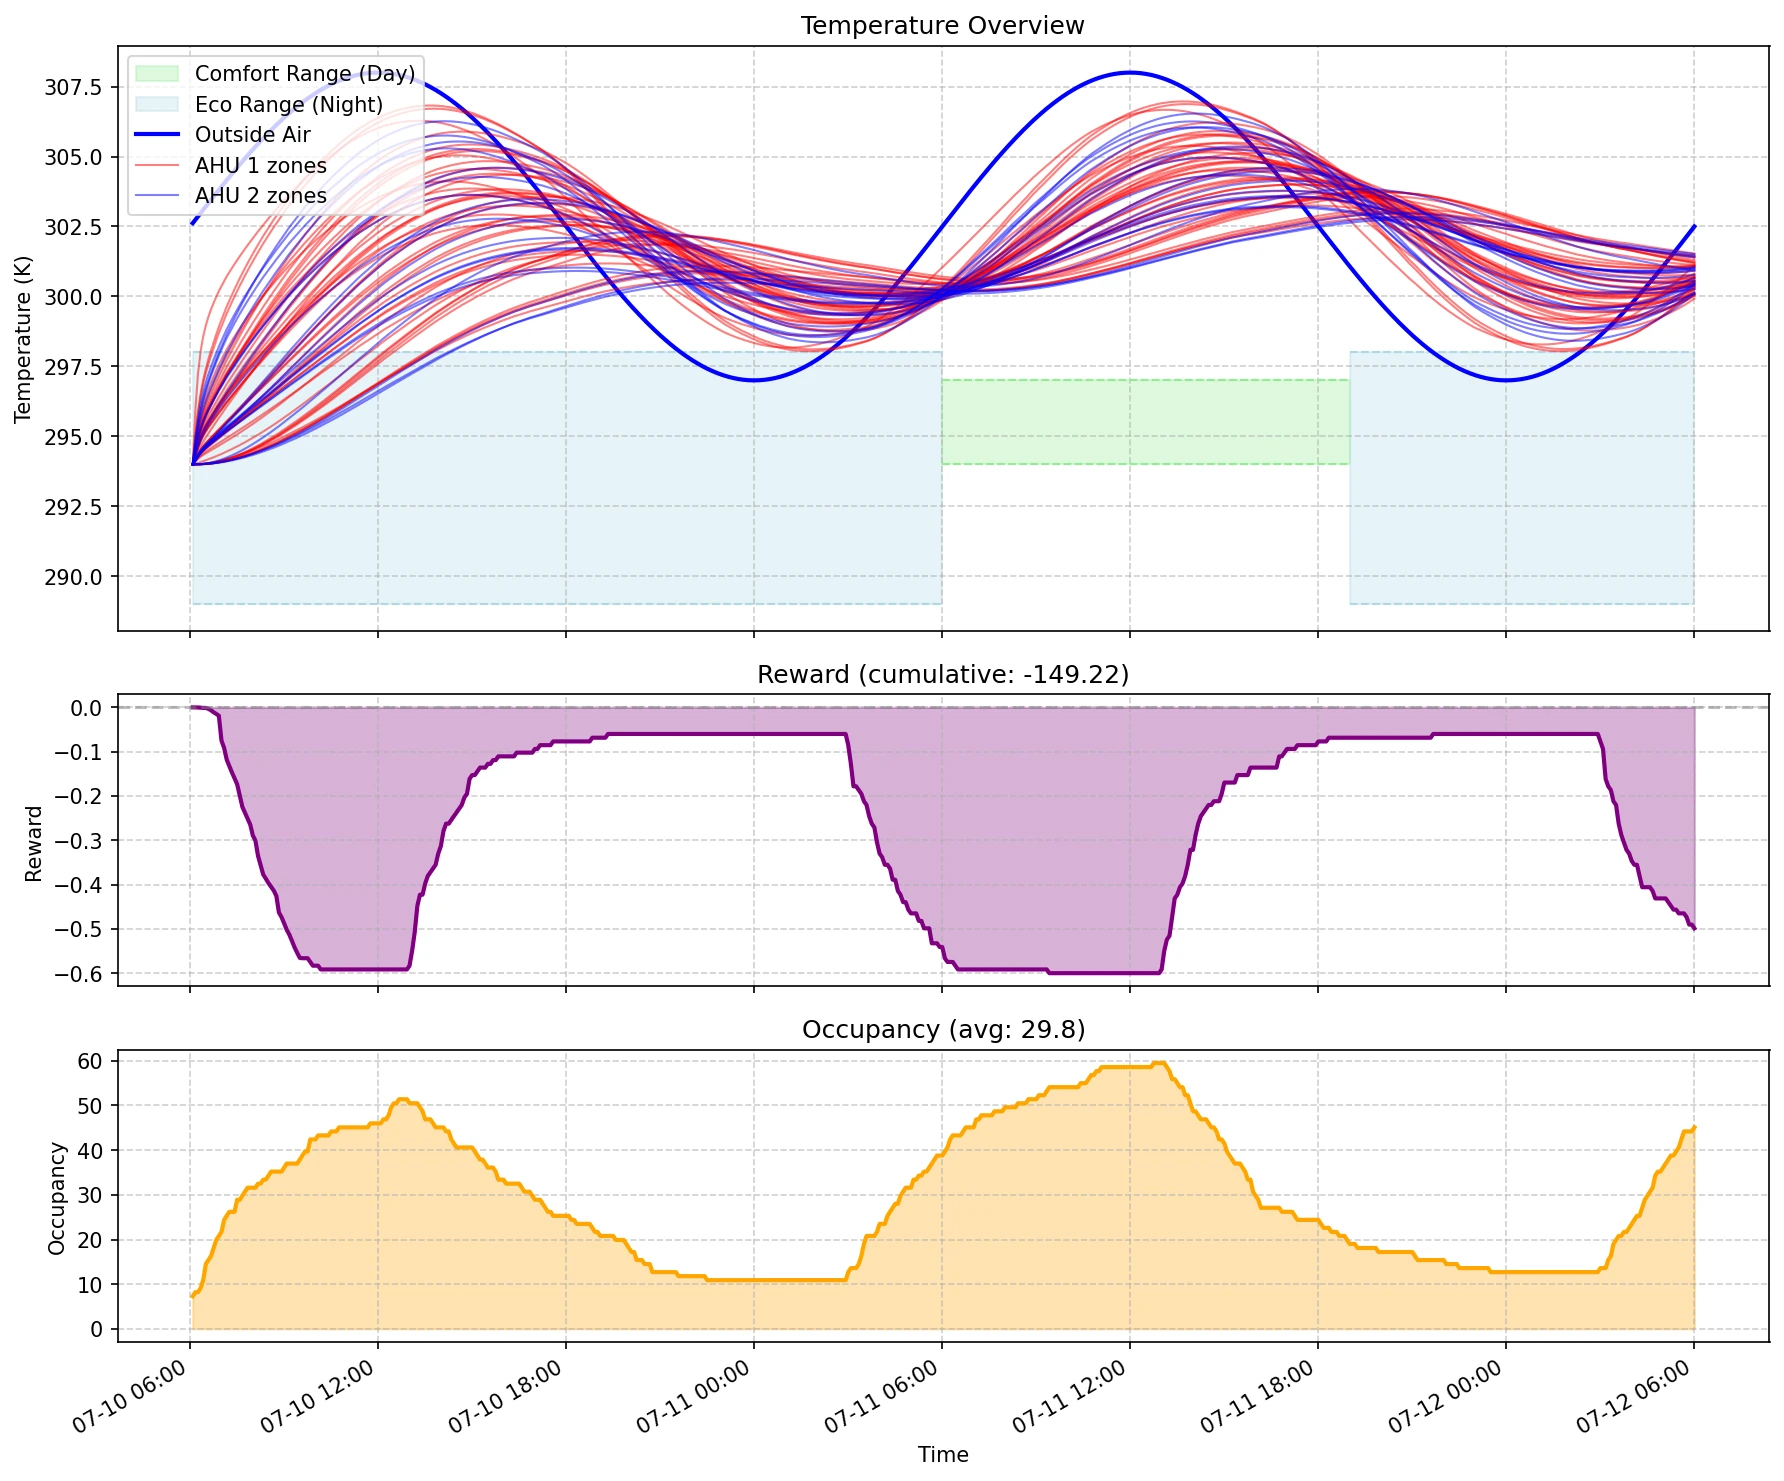 Temperature Overview
Comfort Range (Day)
Eco Range (Night)
Outside Air
AHU 1 zones
AHU 2 zones
Temperature (K)
307.5
305.0
302.5
300.0
297.5
295.0
292.5
290.0
Reward (cumulative: -149.22)
Reward
0.0
−0.1
−0.2
−0.3
−0.4
−0.5
−0.6
Occupancy (avg: 29.8)
Occupancy
60
50
40
30
20
10
0
07-10 06:00
07-10 12:00
07-10 18:00
07-11 00:00
07-11 06:00
07-11 12:00
07-11 18:00
07-12 00:00
07-12 06:00
Time